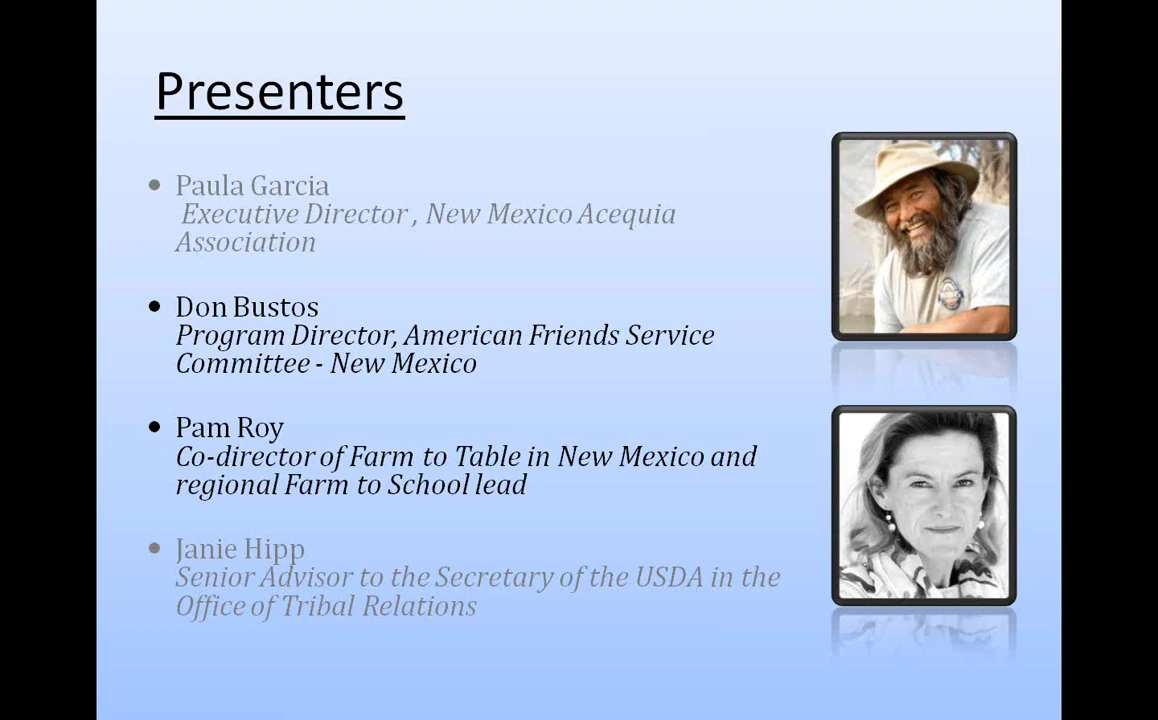 Presenters
• Paula Garcia
Executive Director , New Mexico Acequia
Association
• Don Bustos
Program Director, American Friends Service
Committee - New Mexico
• Pam Roy
Co-director of Farm to Table in New Mexico and
regional Farm to School lead
• Janie Hipp
Senior Advisor to the Secretary of the USDA in the
Office of Tribal Relations